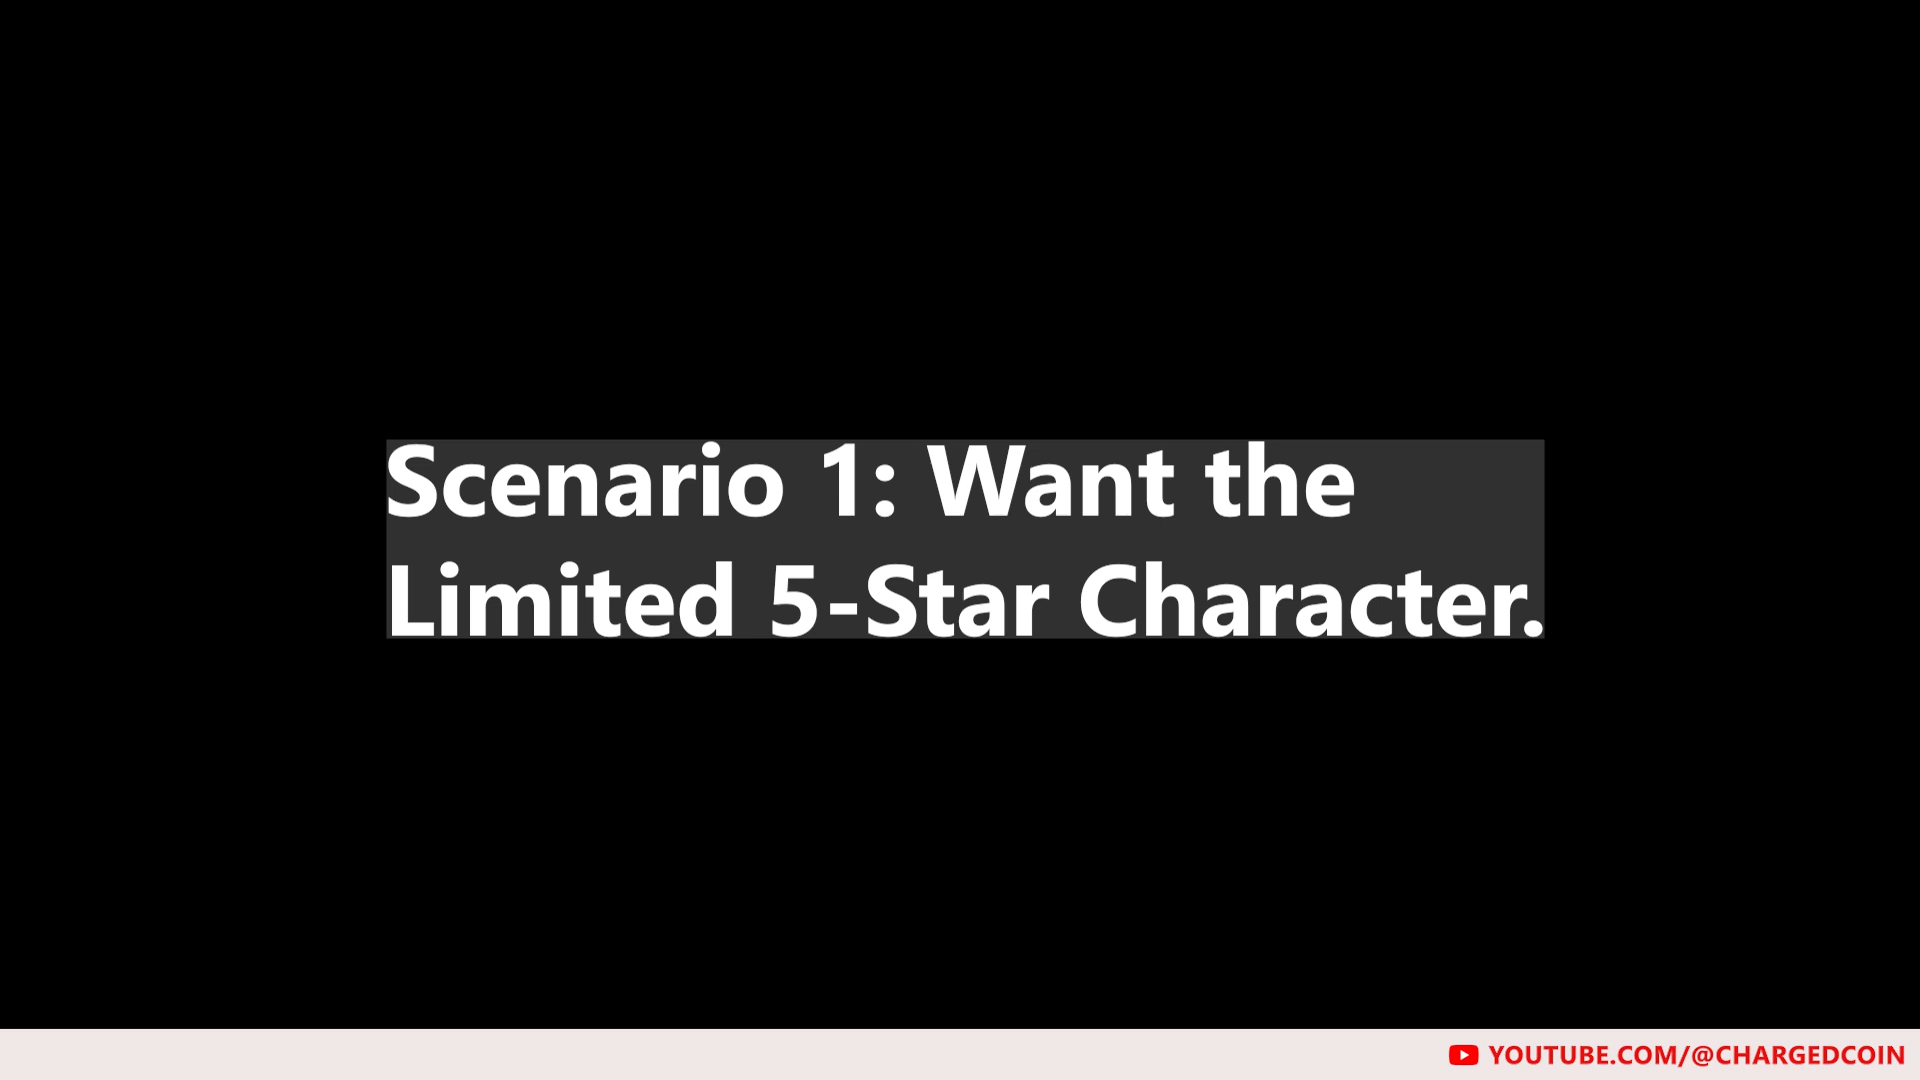 Scenario 1: Want the
Limited 5-Star Character.
YOUTUBE.COM/@CHARGEDCOIN